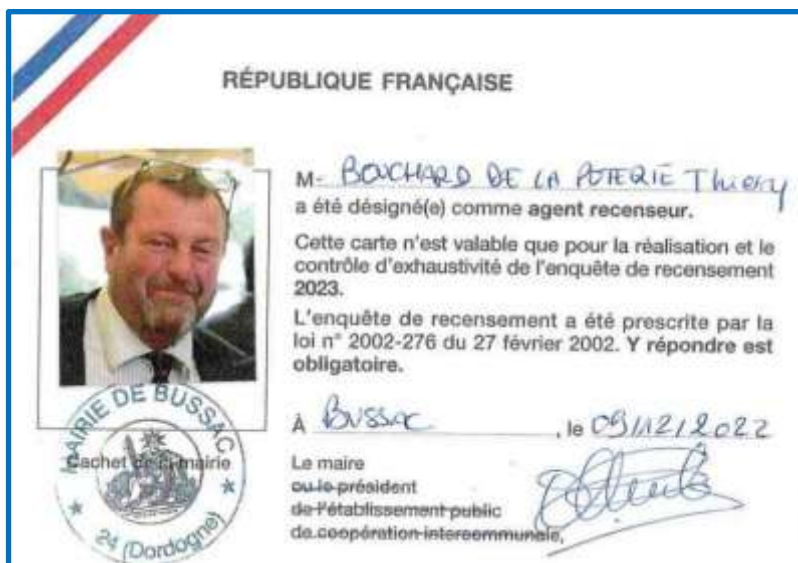 RÉPUBLIQUE FRANÇAISE
M- BOUCHARD DE LA POTERIE Thierry
a été désigné(e) comme agent recenseur.
Cette carte n'est valable que pour la réalisation et le
contrôle d'exhaustivité de l'enquête de recensement
2023.
L'enquête de recensement a été prescrite par la
loi n° 2002-276 du 27 février 2002. Y répondre est
obligatoire.
À BUSSAC, le 09/12/2022
MAIRIE DE BUSSAC
Cachet de la mairie
24 (Dordogne)
Le maire
ou le président
de l'établissement public
de coopération intercommunale,